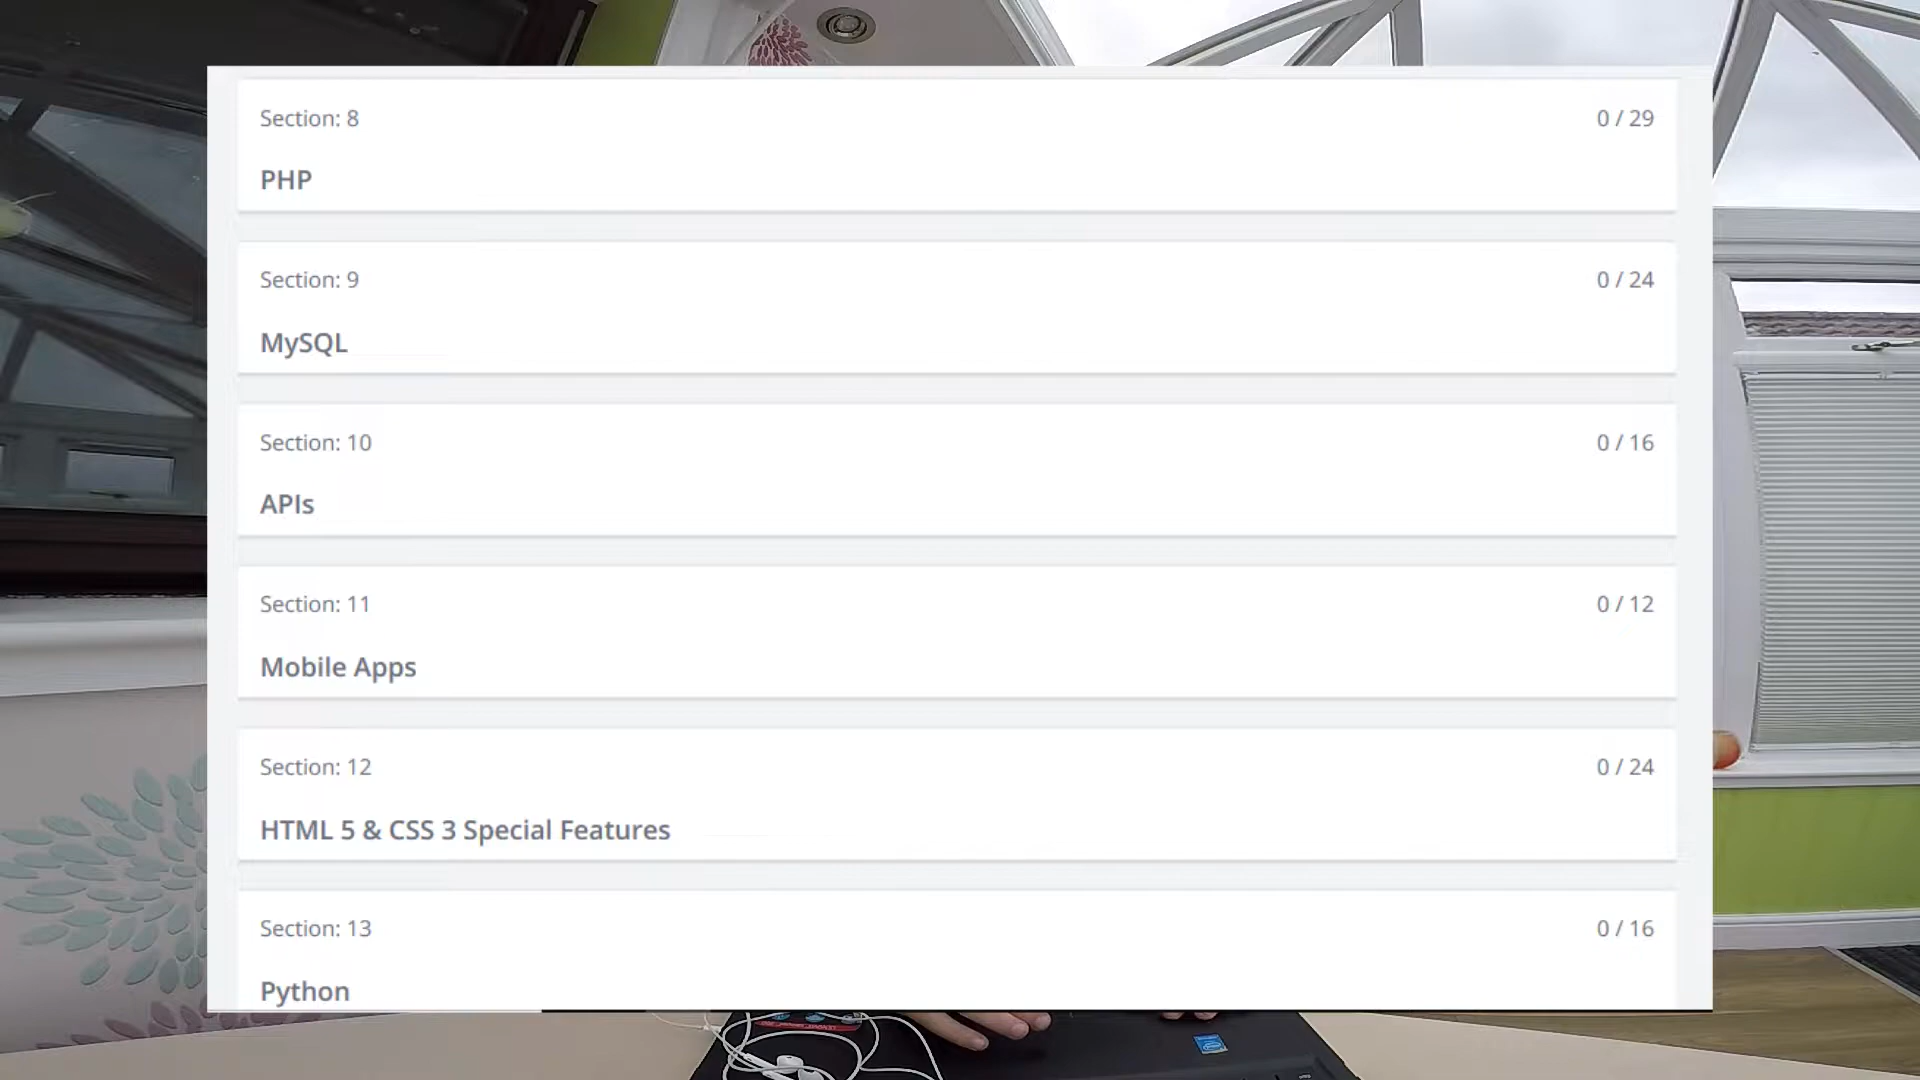 Section: 8 0 / 29
PHP
Section: 9 0 / 24
MySQL
Section: 10 0 / 16
APIs
Section: 11 0 / 12
Mobile Apps
Section: 12 0 / 24
HTML 5 & CSS 3 Special Features
Section: 13 0 / 16
Python